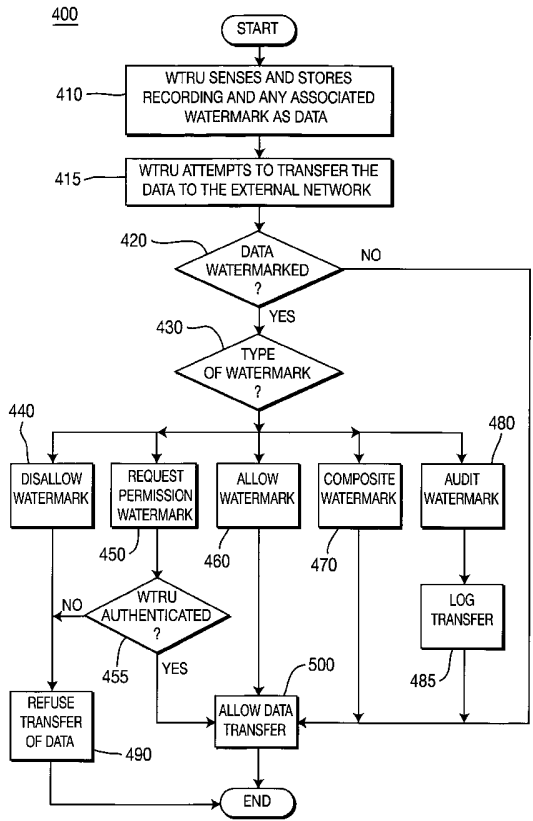 400
START
410
WTRU SENSES AND STORES
RECORDING AND ANY ASSOCIATED
WATERMARK AS DATA
415
WTRU ATTEMPTS TO TRANSFER THE
DATA TO THE EXTERNAL NETWORK
420
DATA
WATERMARKED
?
NO
YES
430
TYPE
OF WATERMARK
?
440
DISALLOW
WATERMARK
REQUEST
PERMISSION
WATERMARK
450
ALLOW
WATERMARK
460
COMPOSITE
WATERMARK
470
480
AUDIT
WATERMARK
NO
WTRU
AUTHENTICATED
?
455
YES
LOG
TRANSFER
485
REFUSE
TRANSFER
OF DATA
490
500
ALLOW DATA
TRANSFER
END